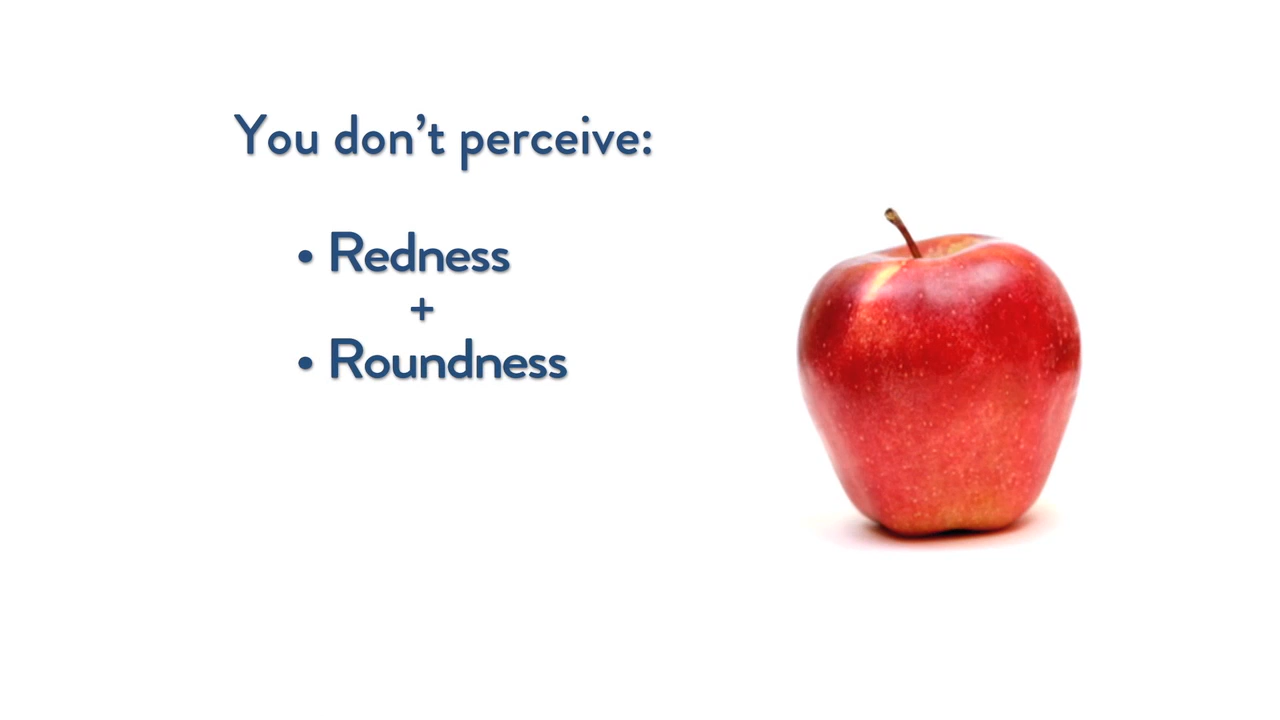 You don’t perceive:
• Redness
+
• Roundness